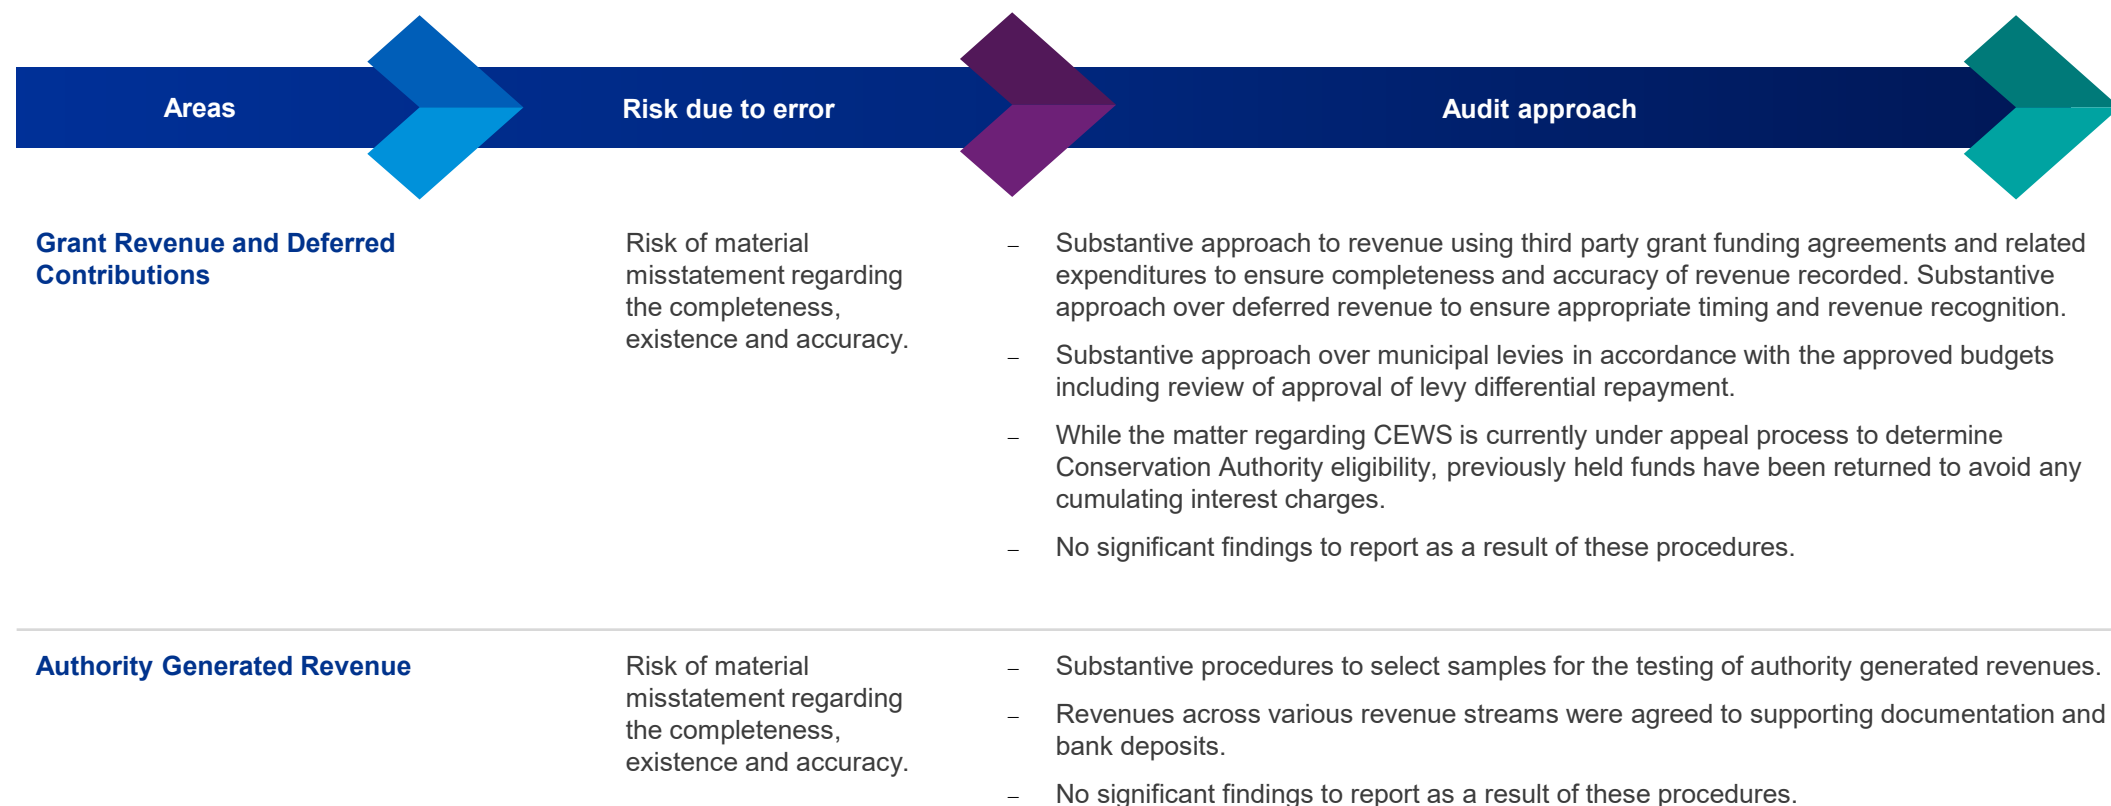 Areas
Risk due to error
Audit approach
Grant Revenue and Deferred
Contributions
Risk of material
misstatement regarding
the completeness,
existence and accuracy.
– Substantive approach to revenue using third party grant funding agreements and related
expenditures to ensure completeness and accuracy of revenue recorded. Substantive
approach over deferred revenue to ensure appropriate timing and revenue recognition.
– Substantive approach over municipal levies in accordance with the approved budgets
including review of approval of levy differential repayment.
– While the matter regarding CEWS is currently under appeal process to determine
Conservation Authority eligibility, previously held funds have been returned to avoid any
cumulating interest charges.
– No significant findings to report as a result of these procedures.
Authority Generated Revenue
Risk of material
misstatement regarding
the completeness,
existence and accuracy.
– Substantive procedures to select samples for the testing of authority generated revenues.
– Revenues across various revenue streams were agreed to supporting documentation and
bank deposits.
– No significant findings to report as a result of these procedures.